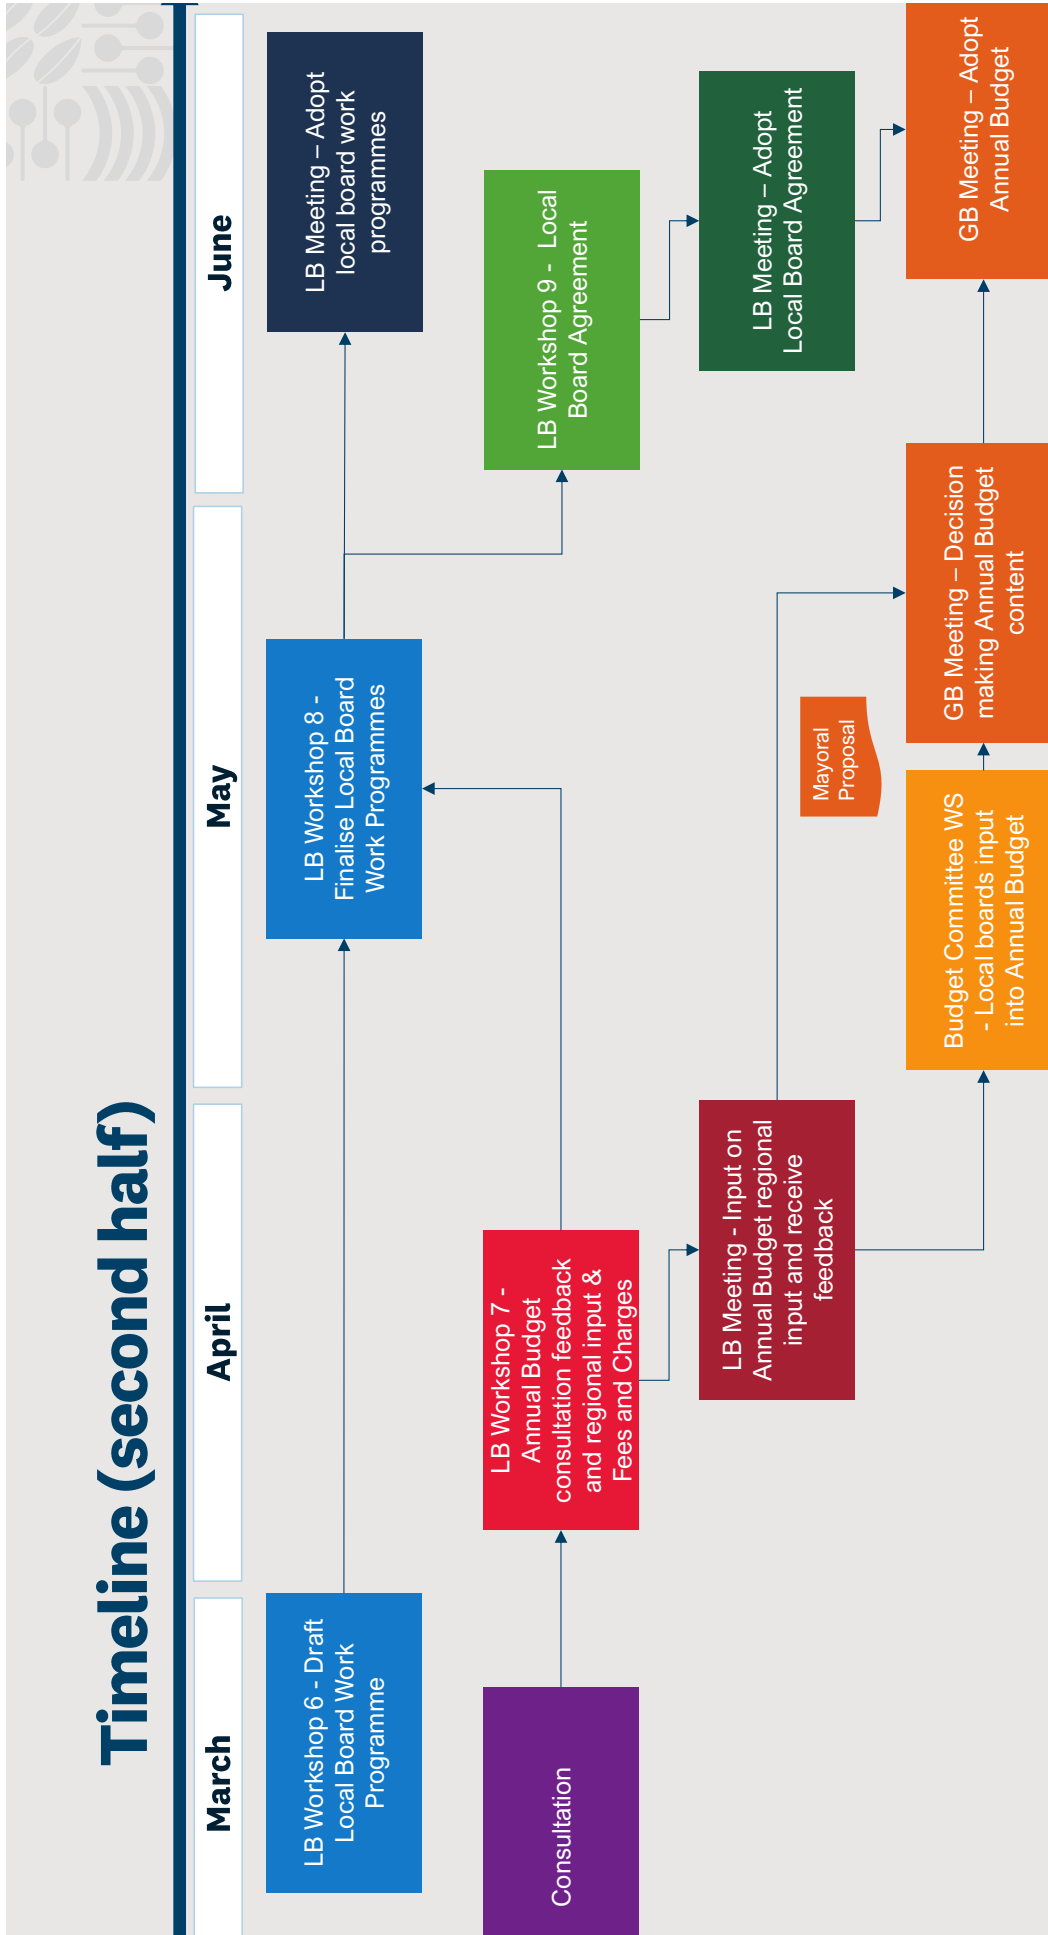 Timeline (second half)
March
April
May
June
LB Workshop 6 - Draft
Local Board Work
Programme
LB Workshop 8 -
Finalise Local Board
Work Programmes
LB Meeting – Adopt
local board work
programmes
Consultation
LB Workshop 7 -
Annual Budget
consultation feedback
and regional input &
Fees and Charges
LB Workshop 9 - Local
Board Agreement
LB Meeting - Input on
Annual Budget regional
input and receive
feedback
LB Meeting – Adopt
Local Board Agreement
Mayoral
Proposal
Budget Committee WS
- Local boards input
into Annual Budget
GB Meeting – Decision
making Annual Budget
content
GB Meeting – Adopt
Annual Budget